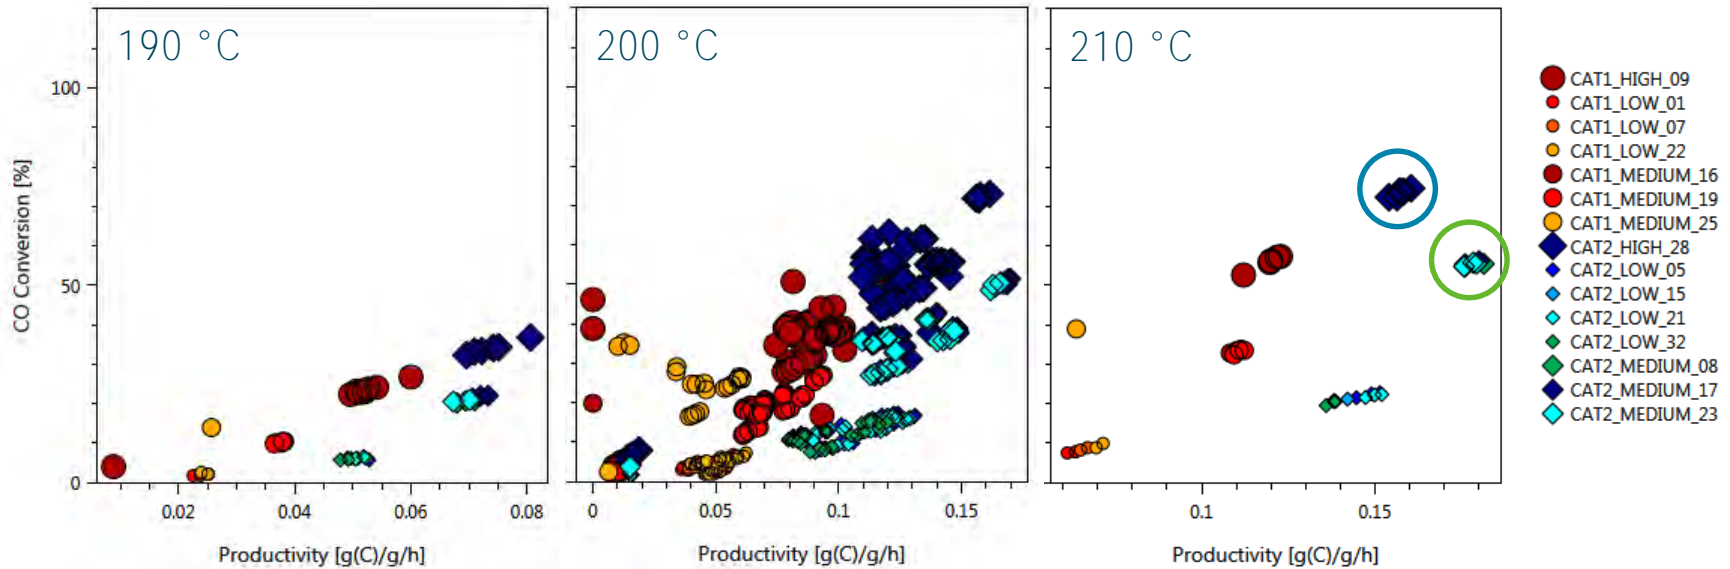 190 °C
200 °C
210 °C
CO Conversion [%]
100
50
0
0.02
0.04
0.06
0.08
0
0.05
0.1
0.15
0.1
0.15
Productivity [g(C)/g/h]
Productivity [g(C)/g/h]
Productivity [g(C)/g/h]
CAT1_HIGH_09
CAT1_LOW_01
CAT1_LOW_07
CAT1_LOW_22
CAT1_MEDIUM_16
CAT1_MEDIUM_19
CAT1_MEDIUM_25
CAT2_HIGH_28
CAT2_LOW_05
CAT2_LOW_15
CAT2_LOW_21
CAT2_LOW_32
CAT2_MEDIUM_08
CAT2_MEDIUM_17
CAT2_MEDIUM_23